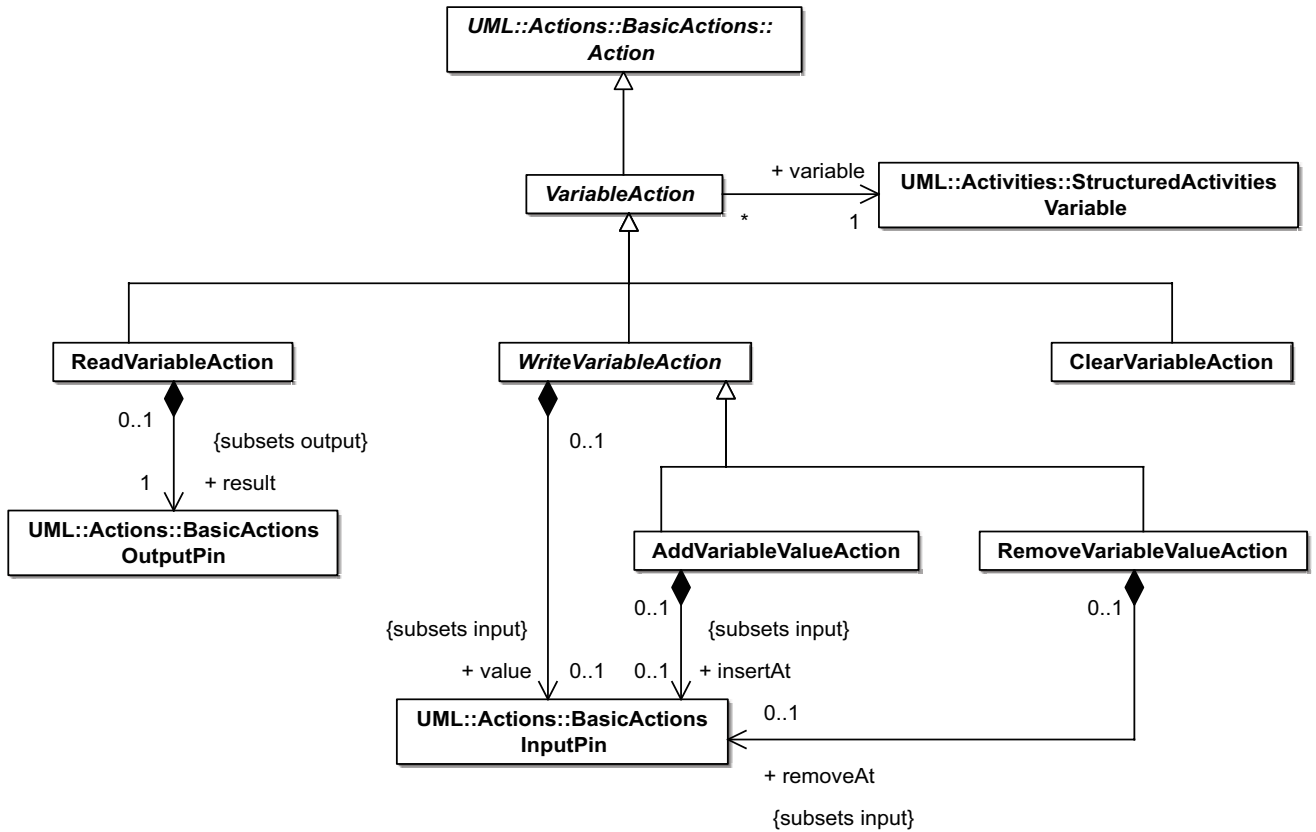 UML::Actions::BasicActions::
Action
+ variable
UML::Activities::StructuredActivities
Variable
VariableAction
*
1
ReadVariableAction
WriteVariableAction
ClearVariableAction
0..1
{subsets output}
0..1
1
+ result
UML::Actions::BasicActions
OutputPin
AddVariableValueAction
RemoveVariableValueAction
0..1
0..1
{subsets input}
{subsets input}
+ value
0..1
0..1
+ insertAt
0..1
UML::Actions::BasicActions
InputPin
+ removeAt
{subsets input}